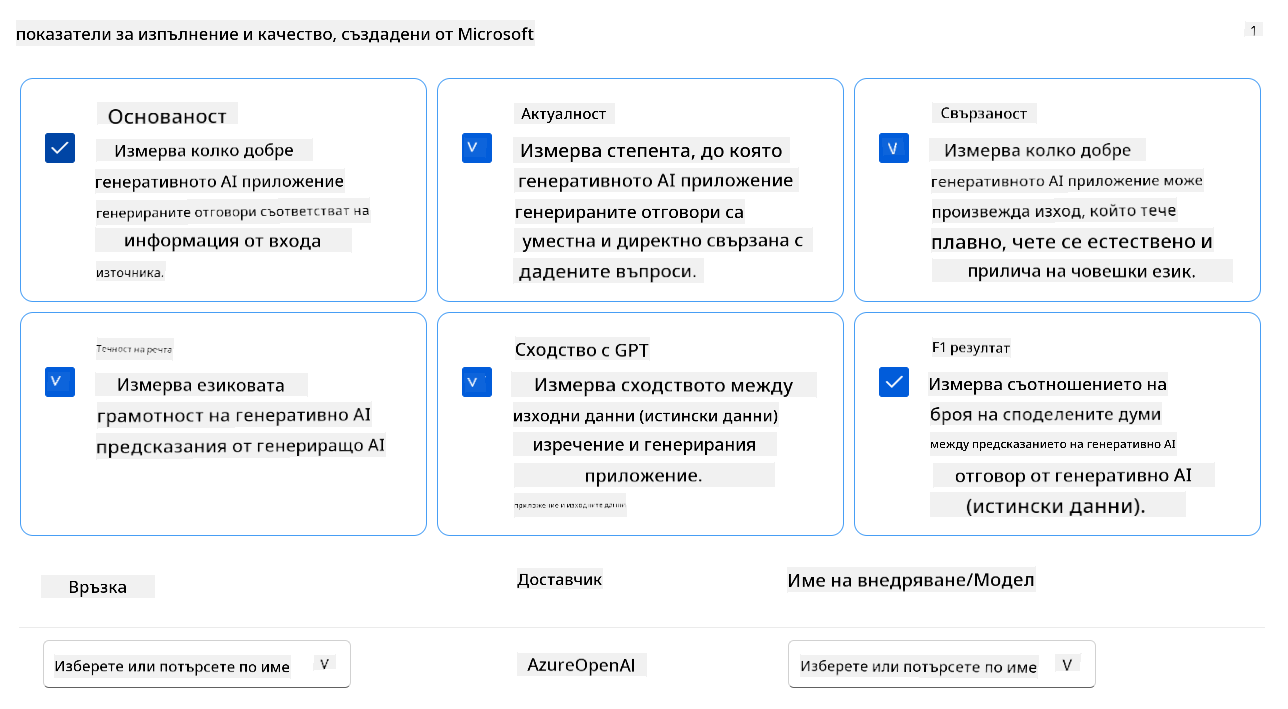 показатели за изпълнение и качество, създадени от Microsoft
1
Основаност
Измерва колко добре
генеративното AI приложение
генерираните отговори съответстват на
информация от входа
източника.
V
Актуалност
Измерва степента, до която
генеративното AI приложение
генерираните отговори са
уместна и директно свързана с
дадените въпроси.
V
Свързаност
Измерва колко добре
генеративното AI приложение може
произвежда изход, който тече
плавно, чете се естествено и
прилича на човешки език.
V
Течност на речта
Измерва езиковата
грамотност на генеративно AI
предсказания от генериращо AI
V
Сходство с GPT
Измерва сходството между
изходни данни (истински данни)
изречение и генерирания
приложение.
приложение и изходните данни
F1 резултат
Измерва съотношението на
броя на споделените думи
между предсказанието на генеративно AI
отговор от генеративно AI
(истински данни).
Връзка
Доставчик
Име на внедряване/Модел
Изберете или потърсете по име
V
AzureOpenAI
Изберете или потърсете по име
V